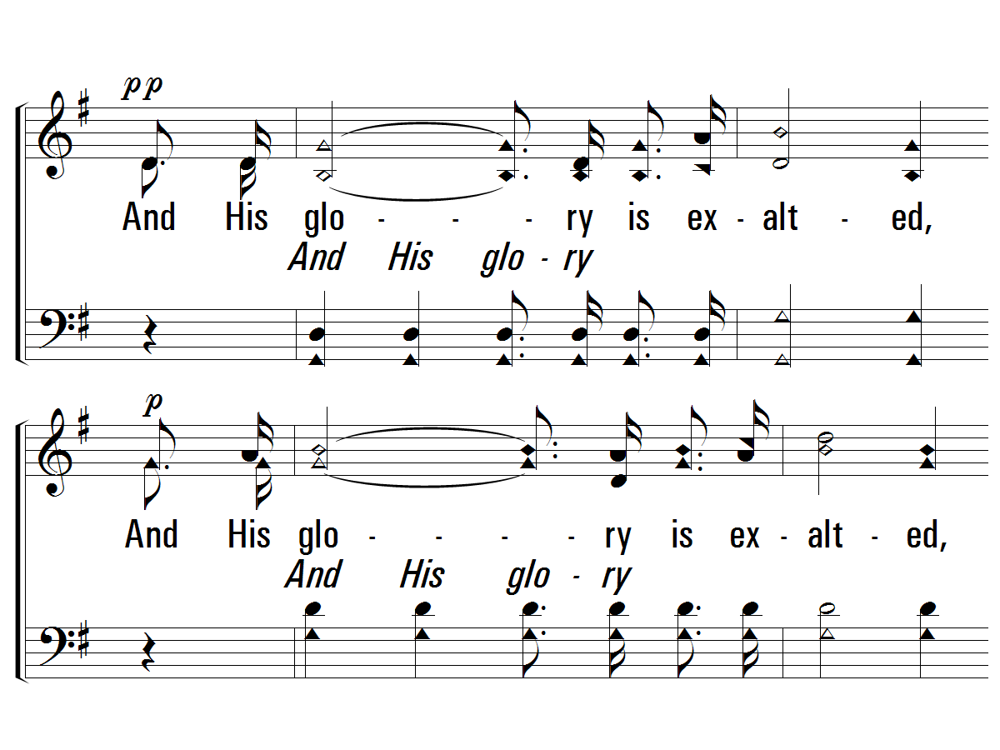 pp
And His glo - - - ry is ex - alt - ed,
And His glo - ry
p
And His glo - - - - ry is ex - alt - ed,
And His glo - ry